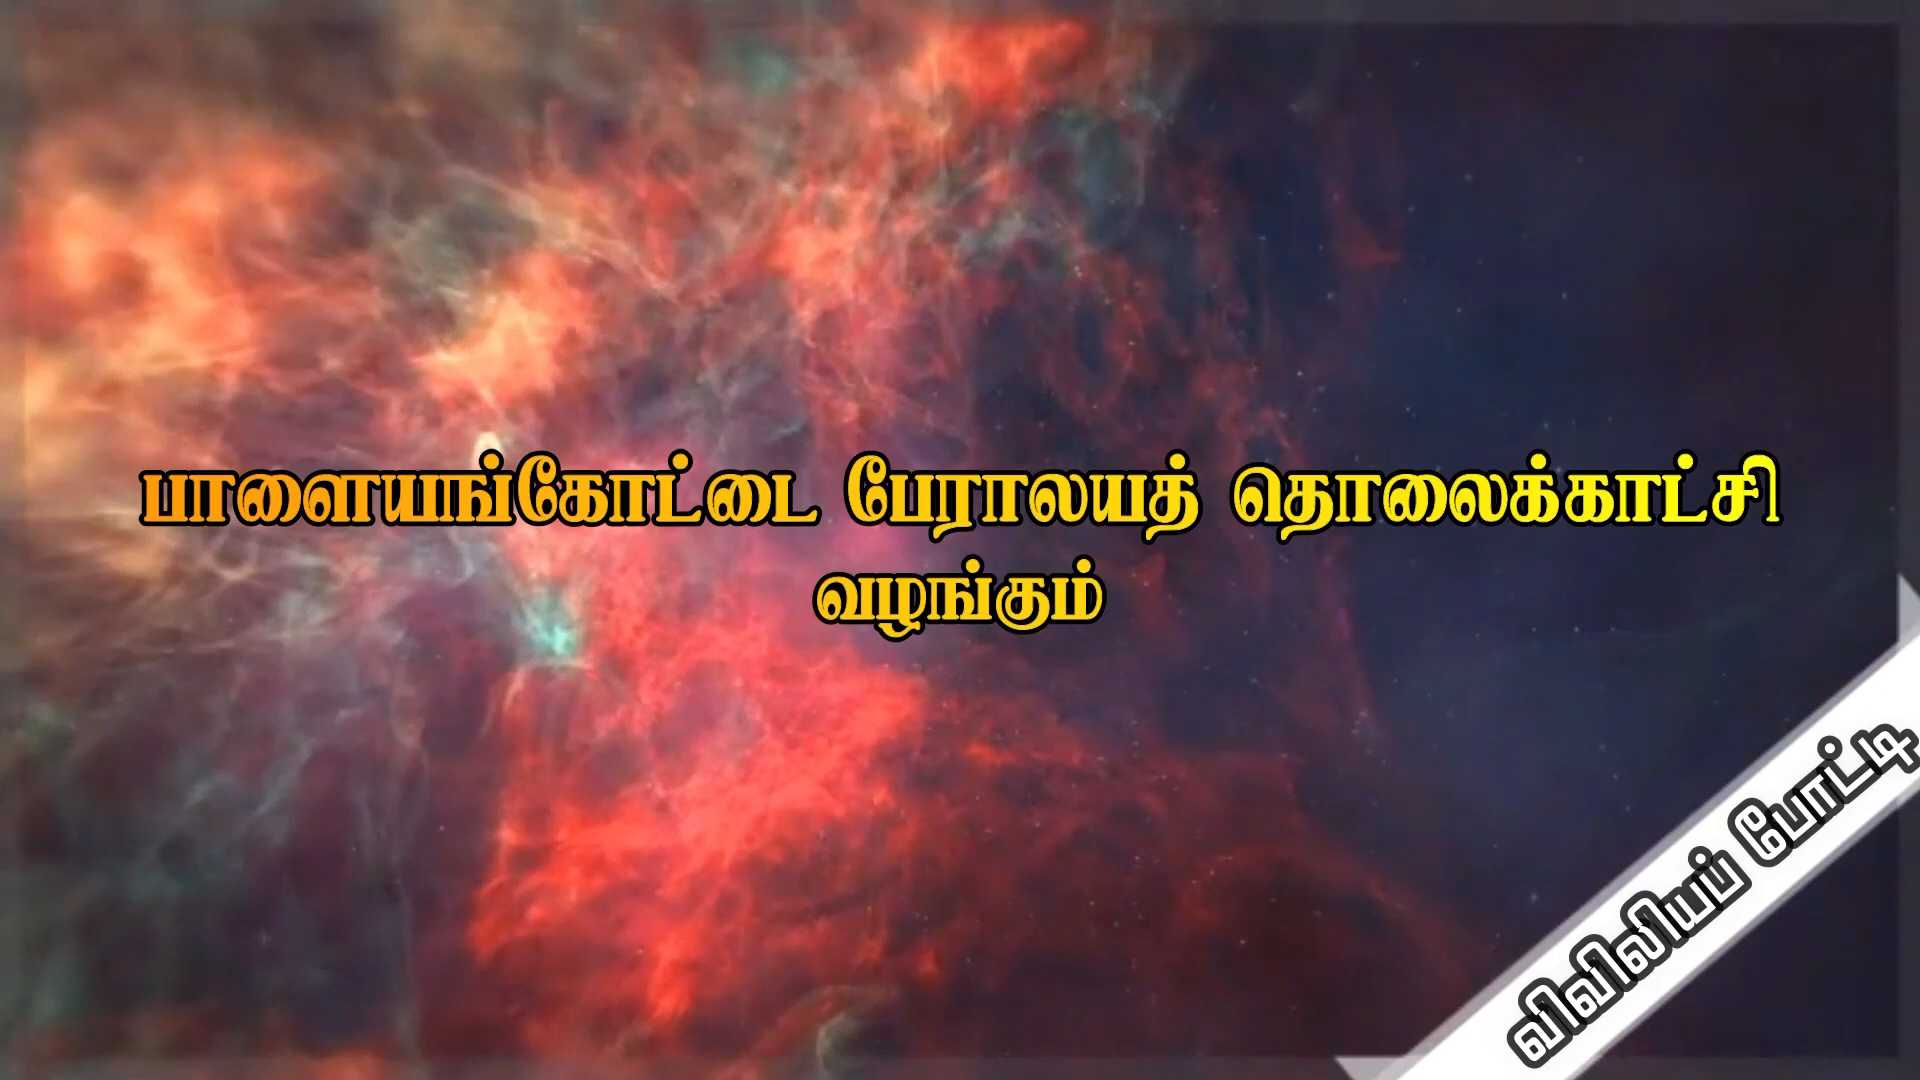 பாளையங்கோட்டை பேராலயத் தொலைக்காட்சி
வழங்கும்
விவிலியப் போட்டி